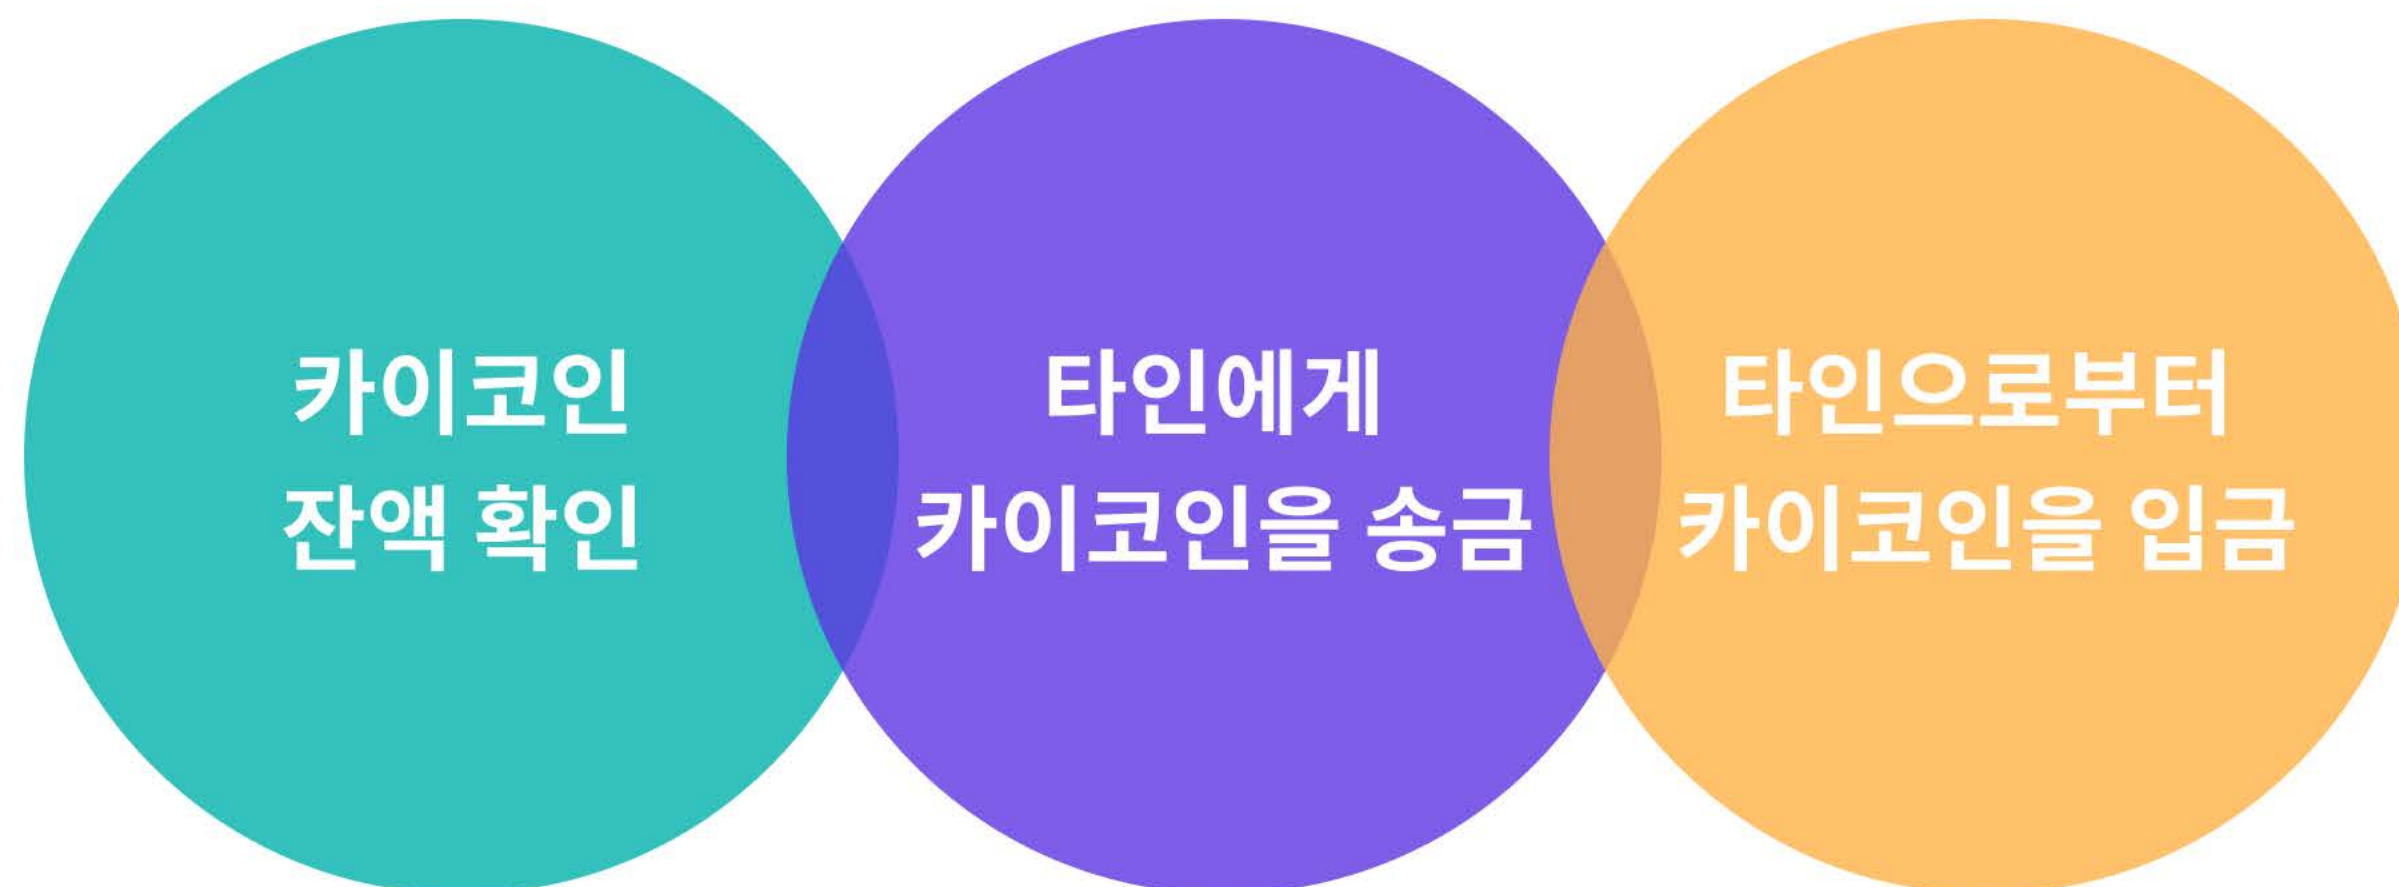 카이코인
잔액 확인
타인에게
카이코인을 송금
타인으로부터
카이코인을 입금